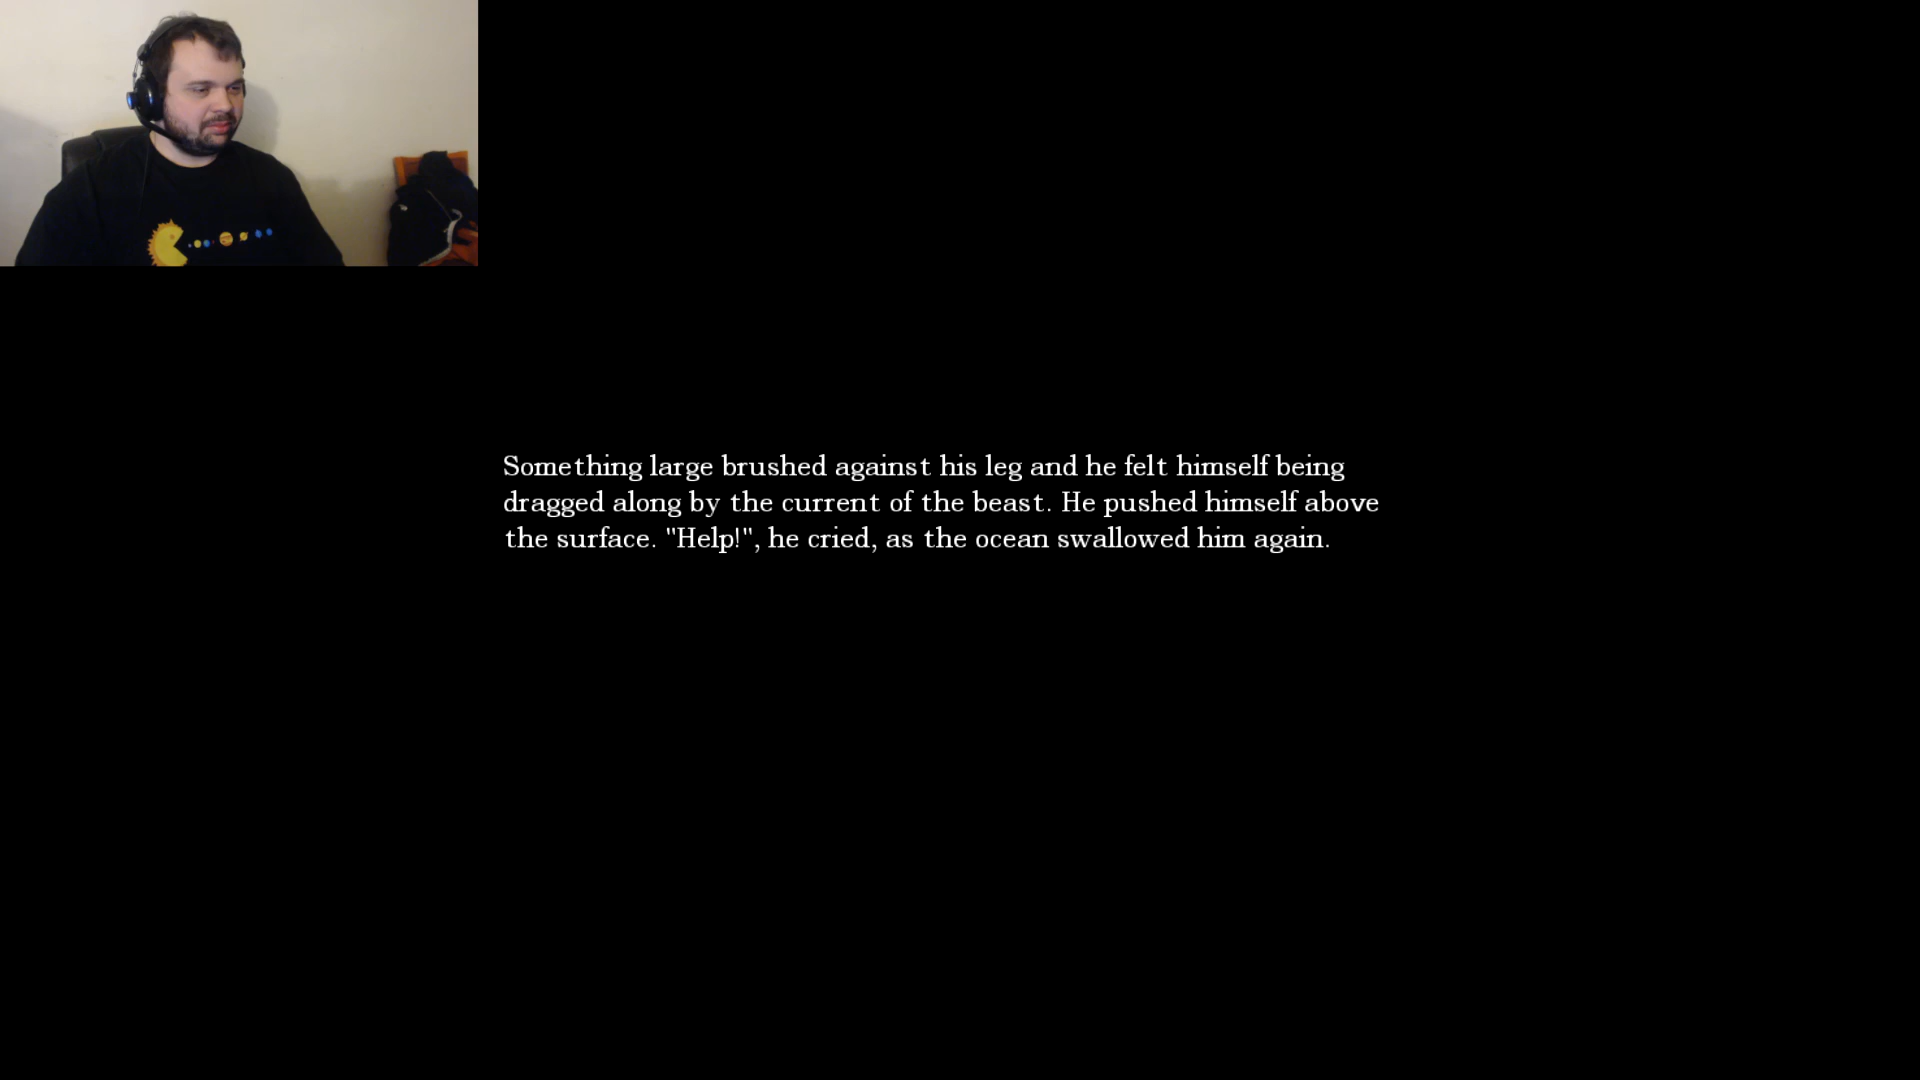 Something large brushed against his leg and he felt himself being
dragged along by the current of the beast. He pushed himself above
the surface. "Help!", he cried, as the ocean swallowed him again.